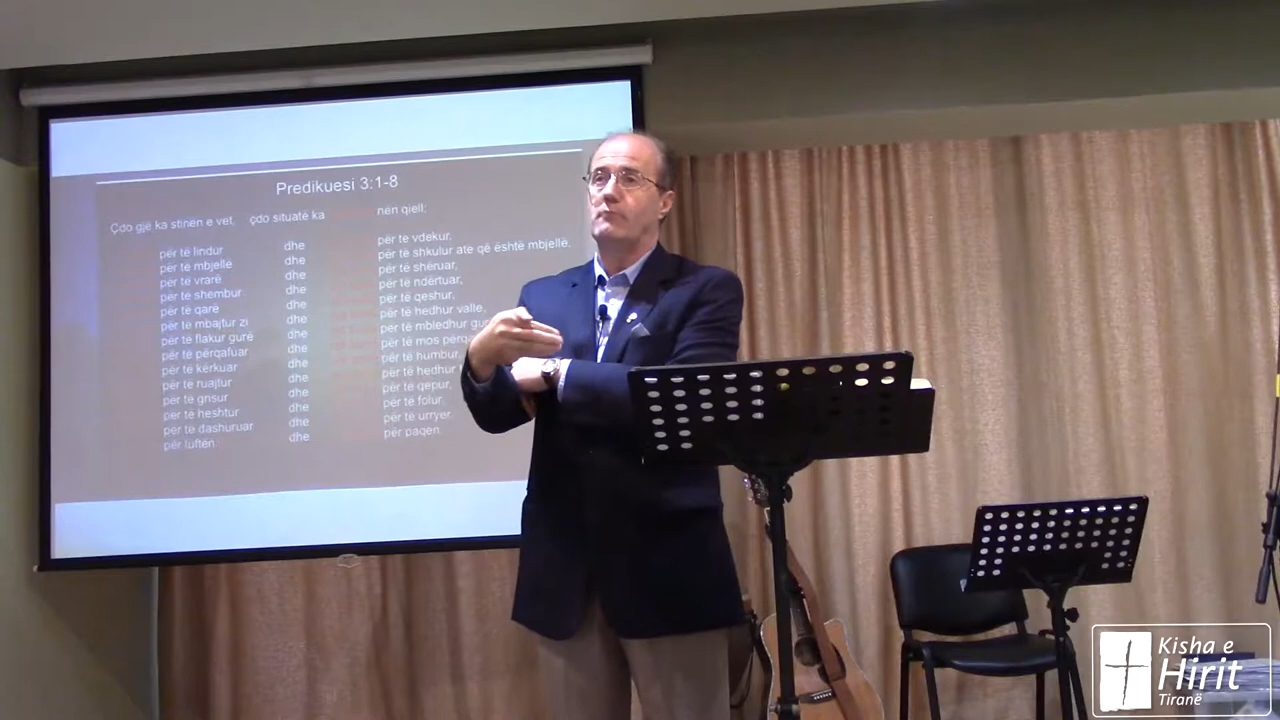 Predikuesi 3:1-8
Çdo gjë ka stinën e vet, çdo situatë ka nën qiell:
për të lindur dhe për të vdekur,
për të mbjellë dhe për të shkulur atë që është mbjellë,
për të vrarë dhe për të shëruar,
për të shembur dhe për të ndërtuar,
për të qarë dhe për të qeshur,
për të mbajtur zi dhe për të hedhur valle,
për të flakur gurë dhe për të mbledhur
për të përqafuar dhe për të mos
për të kërkuar dhe për të humbur,
për të ruajtur dhe për të hedhur
për të grisur dhe për të qepur,
për të heshtur dhe për të folur,
për të dashuruar dhe për të urryer,
për luftën dhe për paqen.
Kisha e
Hirit
Tiranë